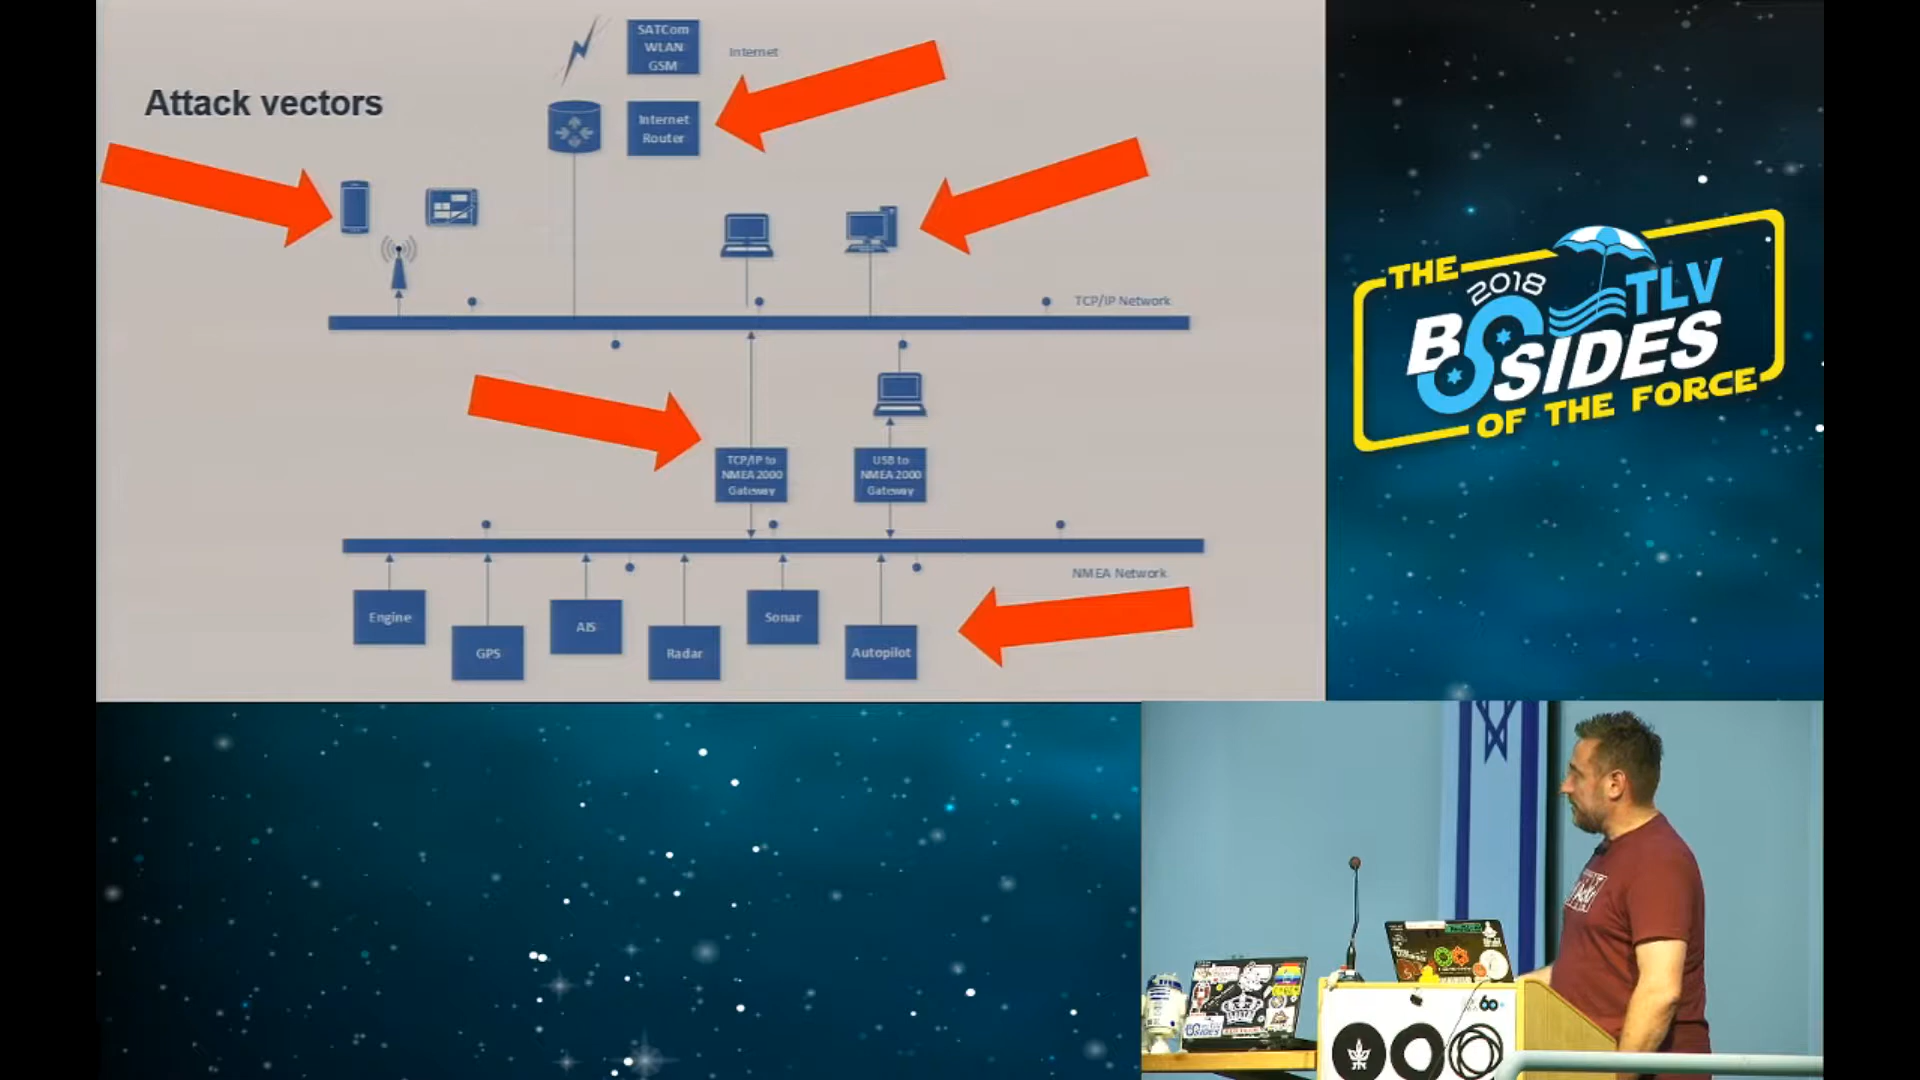 Attack vectors
SATCom
WLAN
GSM
Internet
Internet
Router
TCP/IP Network
TCP/IP to
NMEA 2000
Gateway
USB to
NMEA 2000
Gateway
NMEA Network
Engine
GPS
AIS
Radar
Sonar
Autopilot
THE
2018
TLV
BSIDES
OF THE FORCE